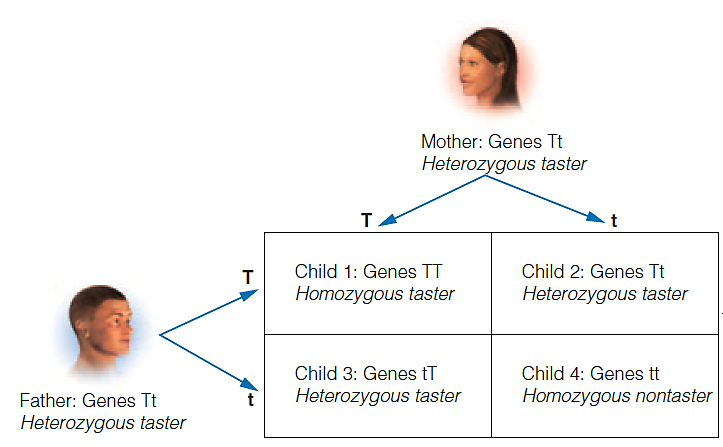 Mother: Genes Tt
Heterozygous taster
T
t
T
Child 1: Genes TT
Homozygous taster
Child 2: Genes Tt
Heterozygous taster
Father: Genes Tt
Heterozygous taster
t
Child 3: Genes tT
Heterozygous taster
Child 4: Genes tt
Homozygous nontaster